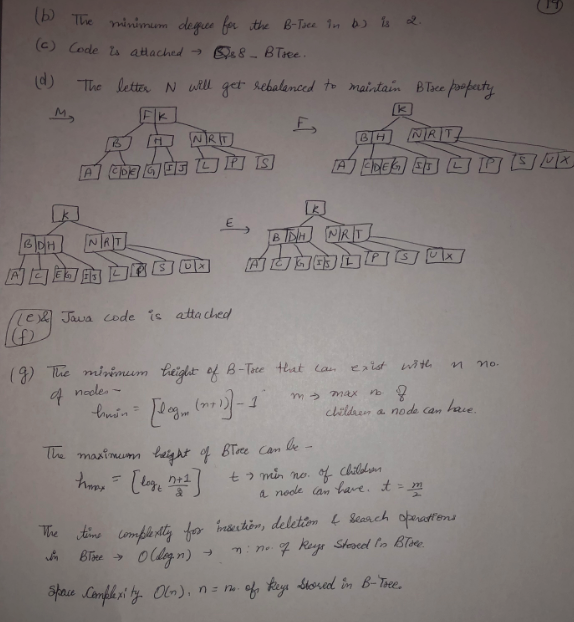 19
(b) The minimum degree for the B-Tree in b) is 2.
(c) Code is attached → Q8_BTree.
(d) The letter N will get rebalanced to maintain BTree property
M → F K F → K
B H N R T B H N R T
A C D E G I J L P S A C D E G I J L P S U X
K E → K
B D H N R T B D H N R T
A C E G I J L P S U X A C G I J L P S U X
(e) &
(f) Java code is attached
(g) The minimum height of B-Tree that can exist with n no.
of nodes -
hmin = [log_m (n+1)] - 1 m → max no of
children a node can have.
The maximum height of BTree can be -
hmax = [log_t n+1/2] t → min no. of children
a node can have. t = m/2
The time complexity for insertion, deletion & search operations
in BTree → O(log n) → n: no. of keys stored in BTree.
Space Complexity O(n), n = no. of keys stored in B-Tree.